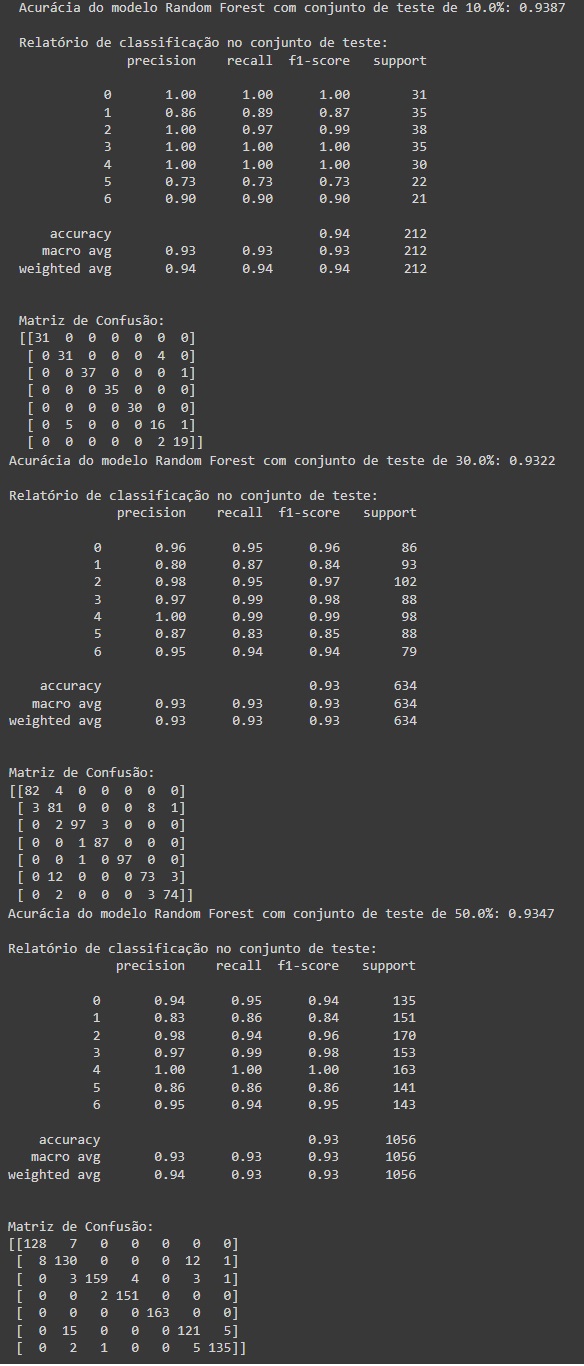 Acurácia do modelo Random Forest com conjunto de teste de 10.0%: 0.9387
Relatório de classificação no conjunto de teste:
              precision    recall  f1-score   support
           0       1.00      1.00      1.00        31
           1       0.86      0.89      0.87        35
           2       1.00      0.97      0.99        38
           3       1.00      1.00      1.00        35
           4       1.00      1.00      1.00        30
           5       0.73      0.73      0.73        22
           6       0.90      0.90      0.90        21
    accuracy                           0.94       212
   macro avg       0.93      0.93      0.93       212
weighted avg       0.94      0.94      0.94       212
Matriz de Confusão:
[[31  0  0  0  0  0  0]
 [ 0 31  0  0  0  4  0]
 [ 0  0 37  0  0  0  1]
 [ 0  0  0 35  0  0  0]
 [ 0  0  0  0 30  0  0]
 [ 0  5  0  0  0 16  1]
 [ 0  0  0  0  0  2 19]]
Acurácia do modelo Random Forest com conjunto de teste de 30.0%: 0.9322
Relatório de classificação no conjunto de teste:
              precision    recall  f1-score   support
           0       0.96      0.95      0.96        86
           1       0.80      0.87      0.84        93
           2       0.98      0.95      0.97       102
           3       0.97      0.99      0.98        88
           4       1.00      0.99      0.99        98
           5       0.87      0.83      0.85        88
           6       0.95      0.94      0.94        79
    accuracy                           0.93       634
   macro avg       0.93      0.93      0.93       634
weighted avg       0.93      0.93      0.93       634
Matriz de Confusão:
[[82  4  0  0  0  0  0]
 [ 3 81  0  0  0  8  1]
 [ 0  2 97  3  0  0  0]
 [ 0  0  1 87  0  0  0]
 [ 0  0  1  0 97  0  0]
 [ 0 12  0  0  0 73  3]
 [ 0  2  0  0  0  3 74]]
Acurácia do modelo Random Forest com conjunto de teste de 50.0%: 0.9347
Relatório de classificação no conjunto de teste:
              precision    recall  f1-score   support
           0       0.94      0.95      0.94       135
           1       0.83      0.86      0.84       151
           2       0.98      0.94      0.96       170
           3       0.97      0.99      0.98       153
           4       1.00      1.00      1.00       163
           5       0.86      0.86      0.86       141
           6       0.95      0.94      0.95       143
    accuracy                           0.93      1056
   macro avg       0.93      0.93      0.93      1056
weighted avg       0.94      0.93      0.93      1056
Matriz de Confusão:
[[128   7   0   0   0   0   0]
 [  8 130   0   0   0  12   1]
 [  0   3 159   4   0   3   1]
 [  0   0   2 151   0   0   0]
 [  0   0   0   0 163   0   0]
 [  0  15   0   0   0 121   5]
 [  0   2   1   0   0   5 135]]